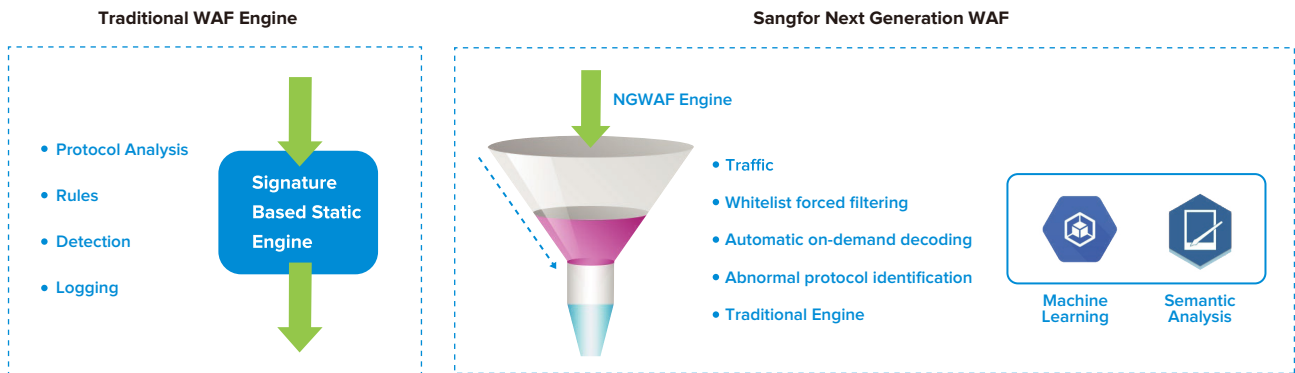 Traditional WAF Engine
Protocol Analysis
Rules
Detection
Logging
Signature
Based Static
Engine
Sangfor Next Generation WAF
NGWAF Engine
Traffic
Whitelist forced filtering
Automatic on-demand decoding
Abnormal protocol identification
Traditional Engine
Machine
Learning
Semantic
Analysis